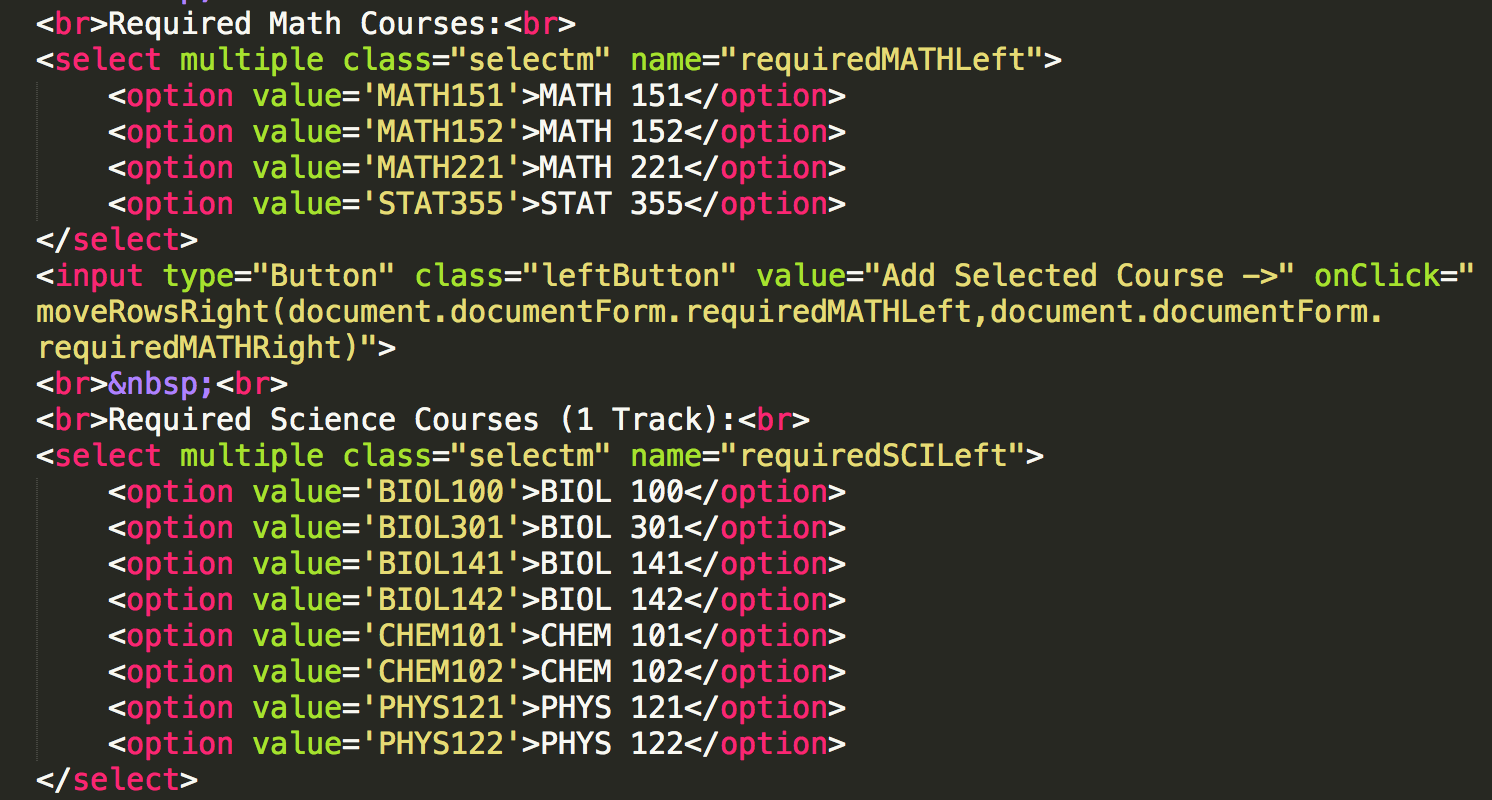 <br>Required Math Courses:<br>
<select multiple class="selectm" name="requiredMATHLeft">
<option value='MATH151'>MATH 151</option>
<option value='MATH152'>MATH 152</option>
<option value='MATH221'>MATH 221</option>
<option value='STAT355'>STAT 355</option>
</select>
<input type="Button" class="leftButton" value="Add Selected Course ->" onClick="
moveRowsRight(document.documentForm.requiredMATHLeft,document.documentForm.
requiredMATHRight)">
<br>&nbsp;<br>
<br>Required Science Courses (1 Track):<br>
<select multiple class="selectm" name="requiredSCILeft">
<option value='BIOL100'>BIOL 100</option>
<option value='BIOL301'>BIOL 301</option>
<option value='BIOL141'>BIOL 141</option>
<option value='BIOL142'>BIOL 142</option>
<option value='CHEM101'>CHEM 101</option>
<option value='CHEM102'>CHEM 102</option>
<option value='PHYS121'>PHYS 121</option>
<option value='PHYS122'>PHYS 122</option>
</select>